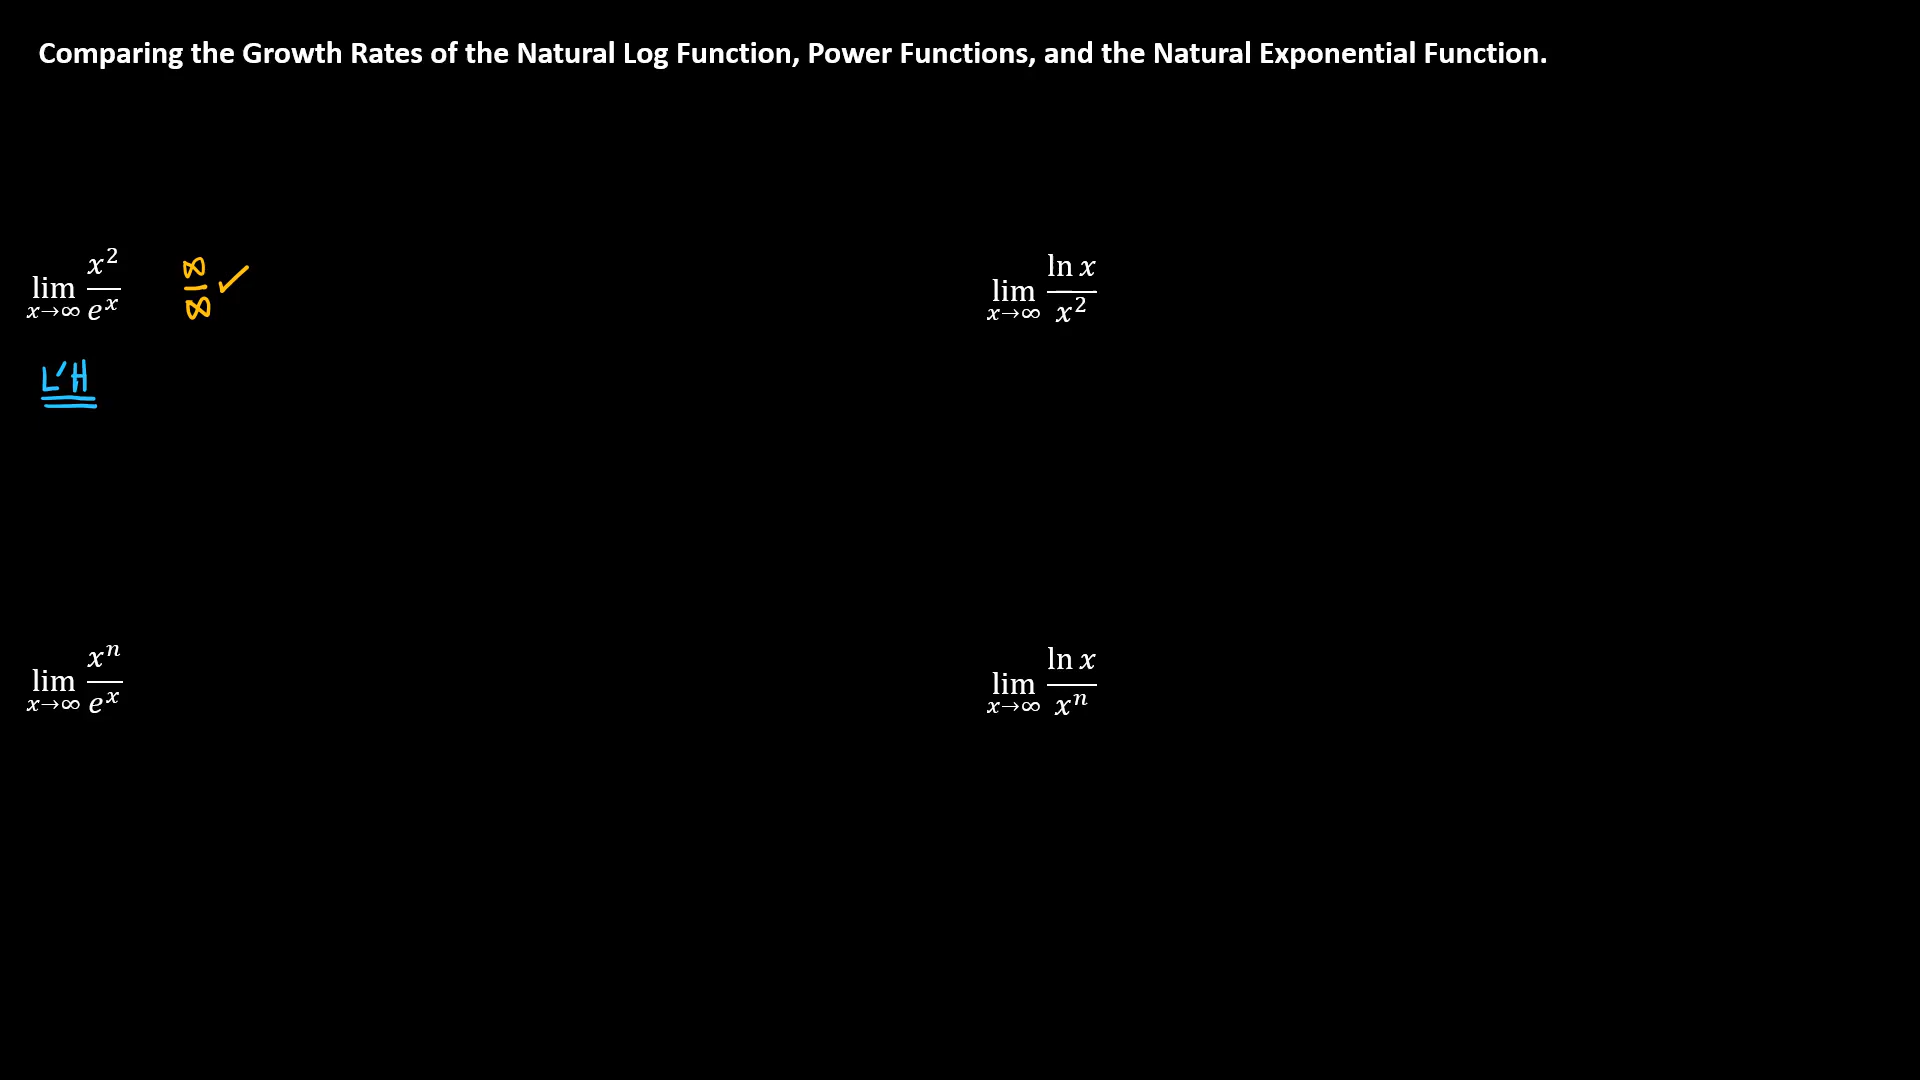 Comparing the Growth Rates of the Natural Log Function, Power Functions, and the Natural Exponential Function.
lim x→∞ x²/eˣ ∞/∞ ✓
L'H
lim x→∞ ln x/x²
lim x→∞ xⁿ/eˣ
lim x→∞ ln x/xⁿ